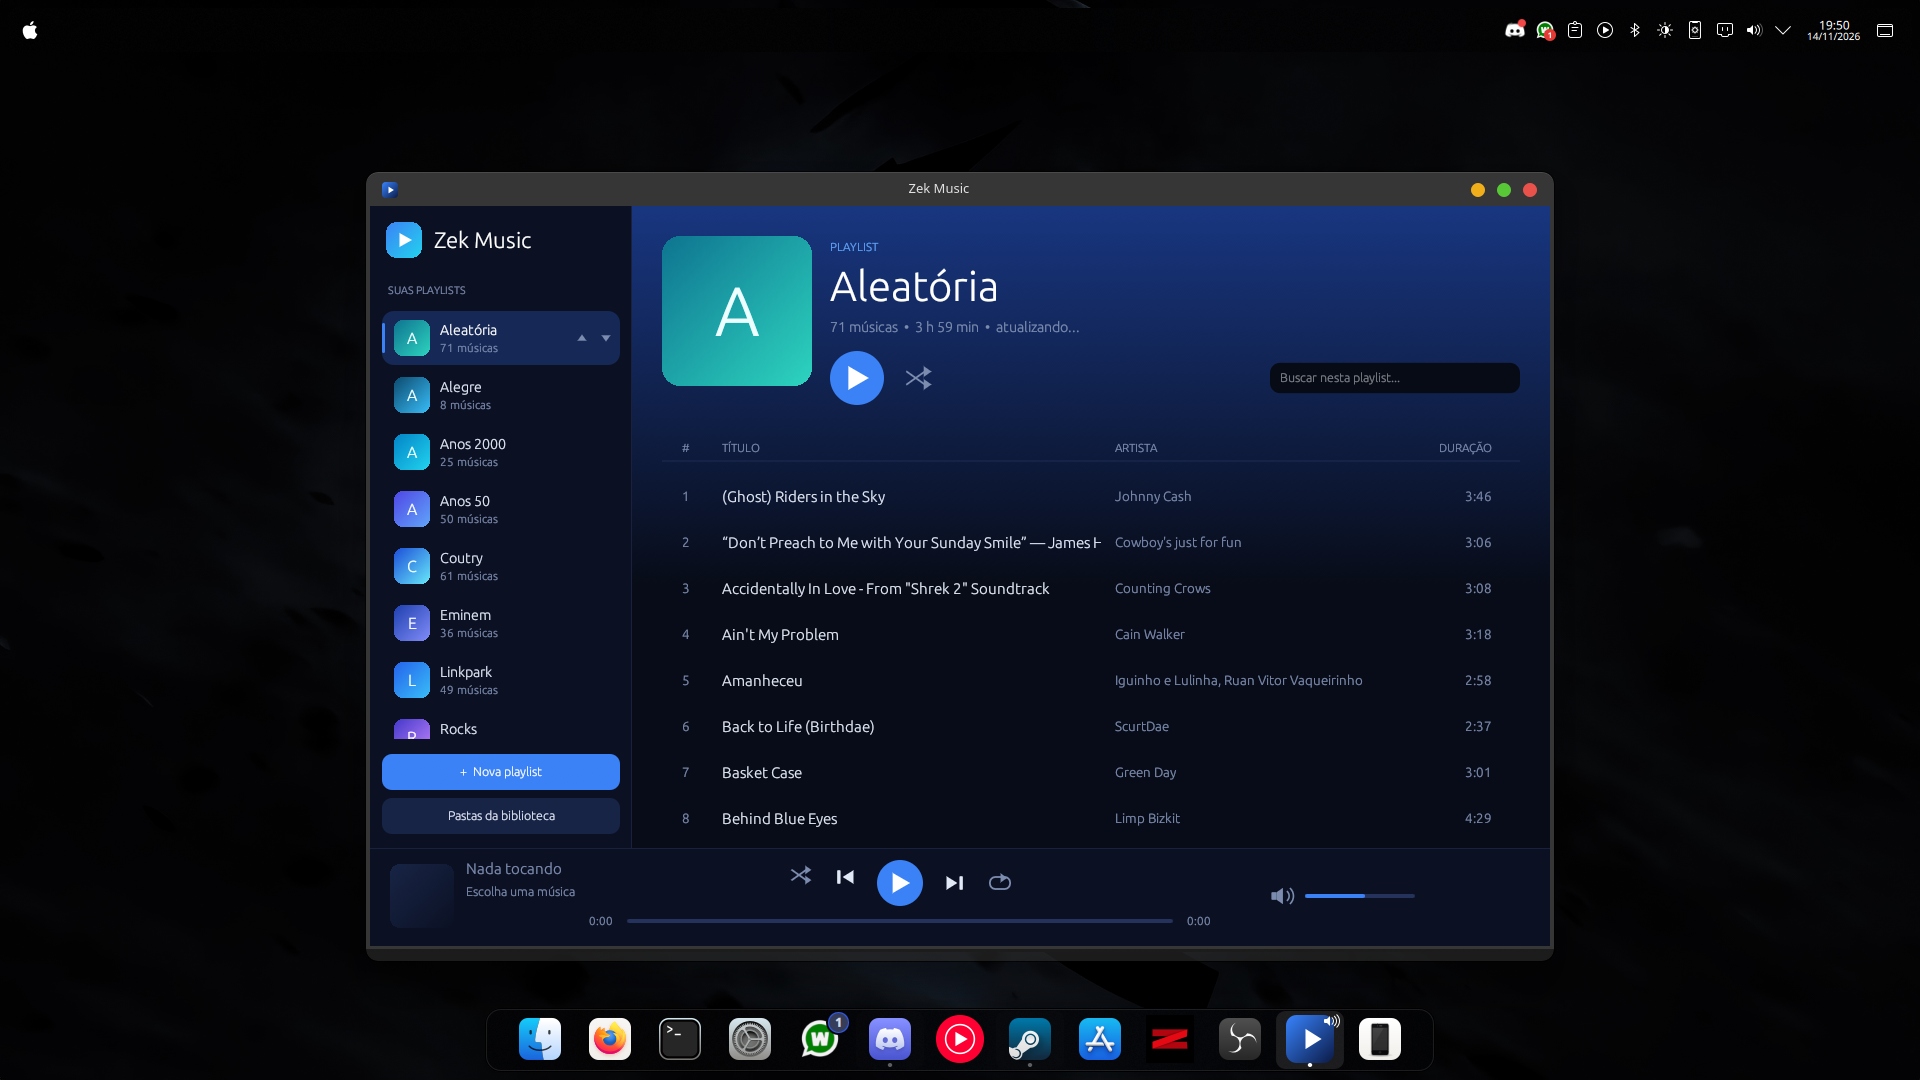 19:50
14/11/2026
Zek Music
Zek Music
SUAS PLAYLISTS
A
Aleatória
71 músicas
A
Alegre
8 músicas
A
Anos 2000
25 músicas
A
Anos 50
50 músicas
C
Coutry
61 músicas
E
Eminem
36 músicas
L
Linkpark
49 músicas
R
Rocks
+ Nova playlist
Pastas da biblioteca
A
PLAYLIST
Aleatória
71 músicas • 3 h 59 min • atualizando...
Buscar nesta playlist...
# TÍTULO ARTISTA DURAÇÃO
1 (Ghost) Riders in the Sky Johnny Cash 3:46
2 “Don’t Preach to Me with Your Sunday Smile” — James H Cowboy's just for fun 3:06
3 Accidentally In Love - From "Shrek 2" Soundtrack Counting Crows 3:08
4 Ain't My Problem Cain Walker 3:18
5 Amanheceu Iguinho e Lulinha, Ruan Vitor Vaqueirinho 2:58
6 Back to Life (Birthdae) ScurtDae 2:37
7 Basket Case Green Day 3:01
8 Behind Blue Eyes Limp Bizkit 4:29
Nada tocando
Escolha uma música
0:00 0:00
>_
W
1